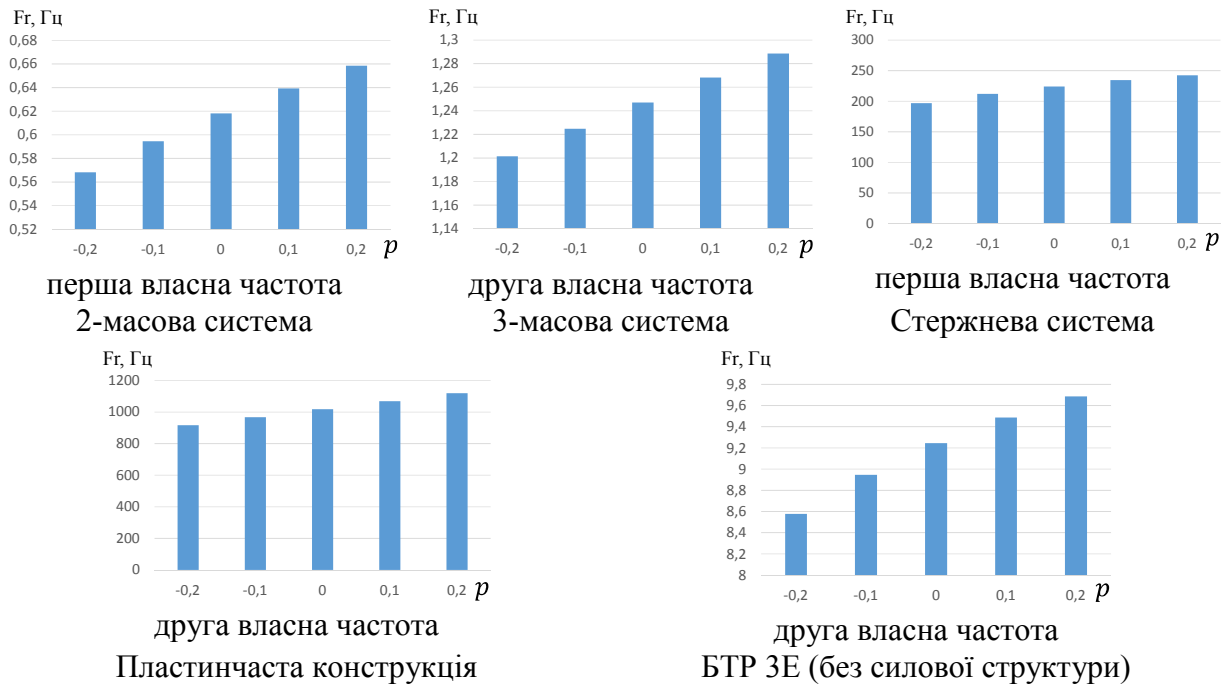 Fr, Гц
0,68
0,66
0,64
0,62
0,6
0,58
0,56
0,54
0,52
-0,2 -0,1 0 0,1 0,2 p
перша власна частота
2-масова система
Fr, Гц
1,3
1,28
1,26
1,24
1,22
1,2
1,18
1,16
1,14
-0,2 -0,1 0 0,1 0,2 p
друга власна частота
3-масова система
Fr, Гц
300
250
200
150
100
50
0
-0,2 -0,1 0 0,1 0,2 p
перша власна частота
Стержнева система
Fr, Гц
1200
1000
800
600
400
200
0
-0,2 -0,1 0 0,1 0,2 p
друга власна частота
Пластинчаста конструкція
Fr, Гц
9,8
9,6
9,4
9,2
9
8,8
8,6
8,4
8,2
8
-0,2 -0,1 0 0,1 0,2 p
друга власна частота
БТР 3Е (без силової структури)